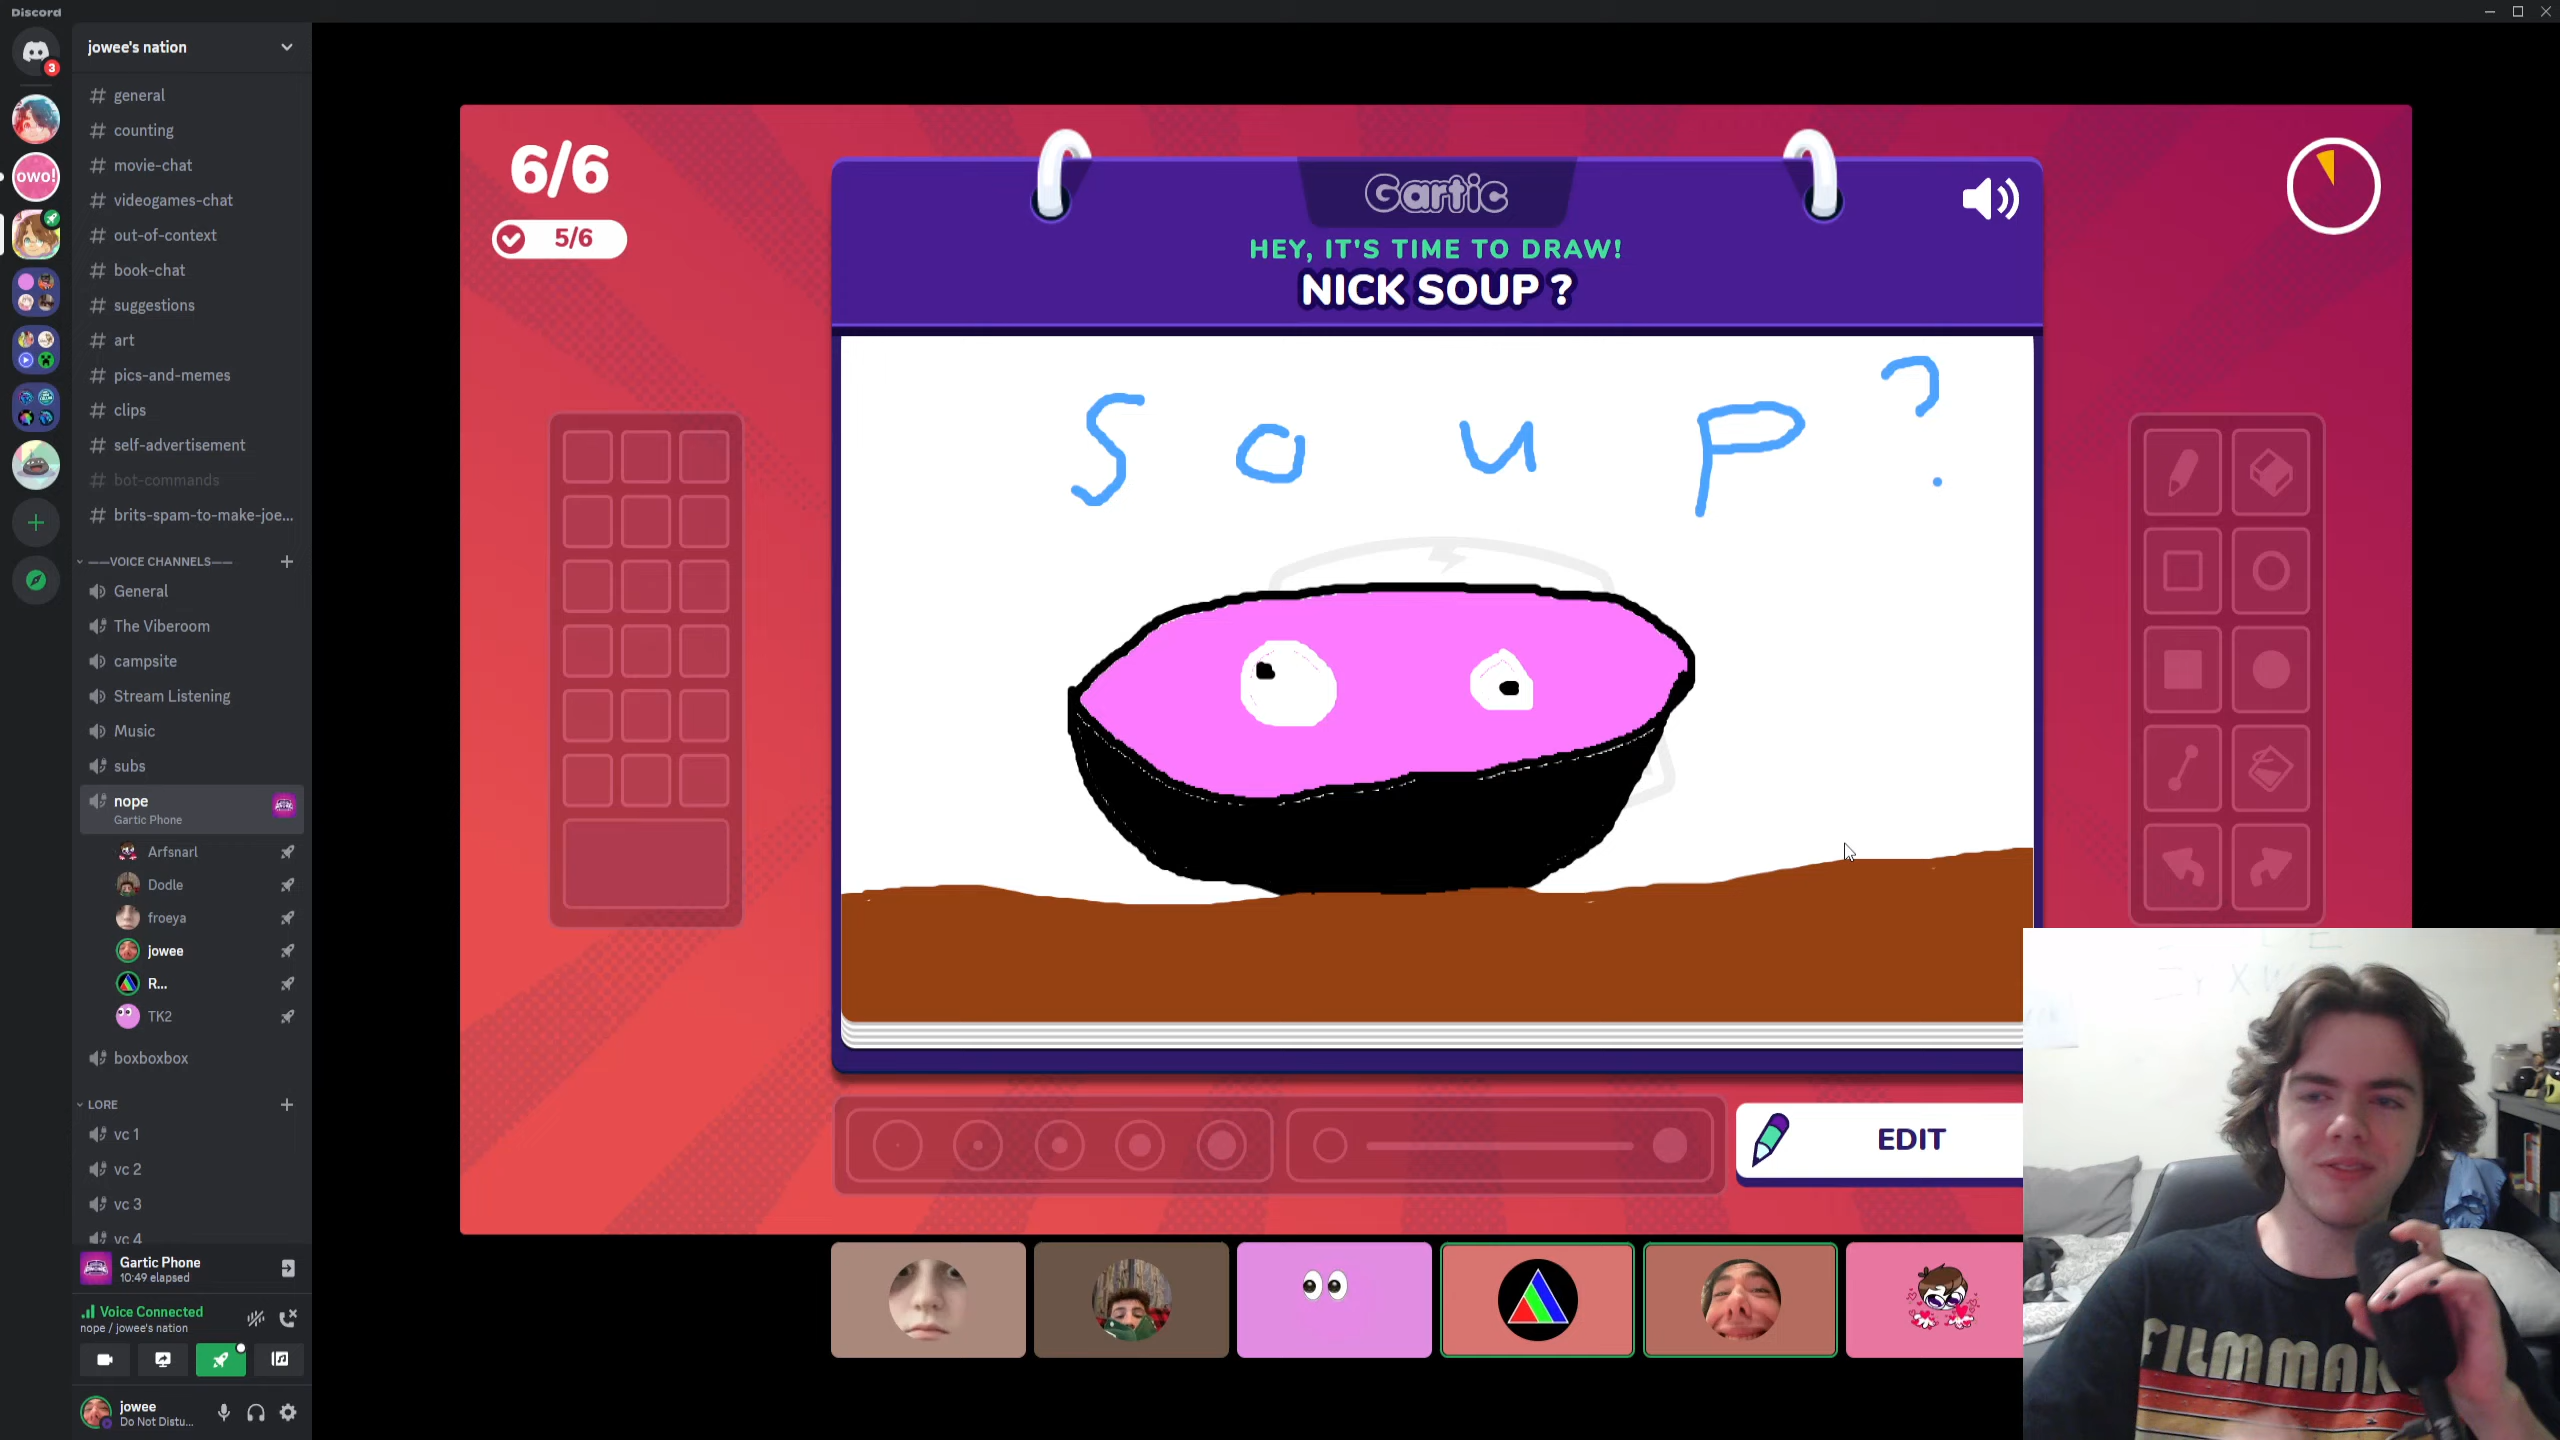 Discord
jowee's nation
3
# general
# counting
# movie-chat
owo!
# videogames-chat
# out-of-context
# book-chat
# suggestions
# art
# pics-and-memes
# clips
# self-advertisement
# bot-commands
# brits-spam-to-make-joe...
——VOICE CHANNELS——
General
The Viberoom
campsite
Stream Listening
Music
subs
nope
Gartic Phone
Arfsnarl
Dodle
froeya
jowee
R...
TK2
boxboxbox
LORE
vc 1
vc 2
vc 3
vc 4
Gartic Phone
10:49 elapsed
Voice Connected
nope / jowee's nation
jowee
Do Not Distu...
6/6
5/6
Gartic
HEY, IT'S TIME TO DRAW!
NICK SOUP ?
Soup?
EDIT